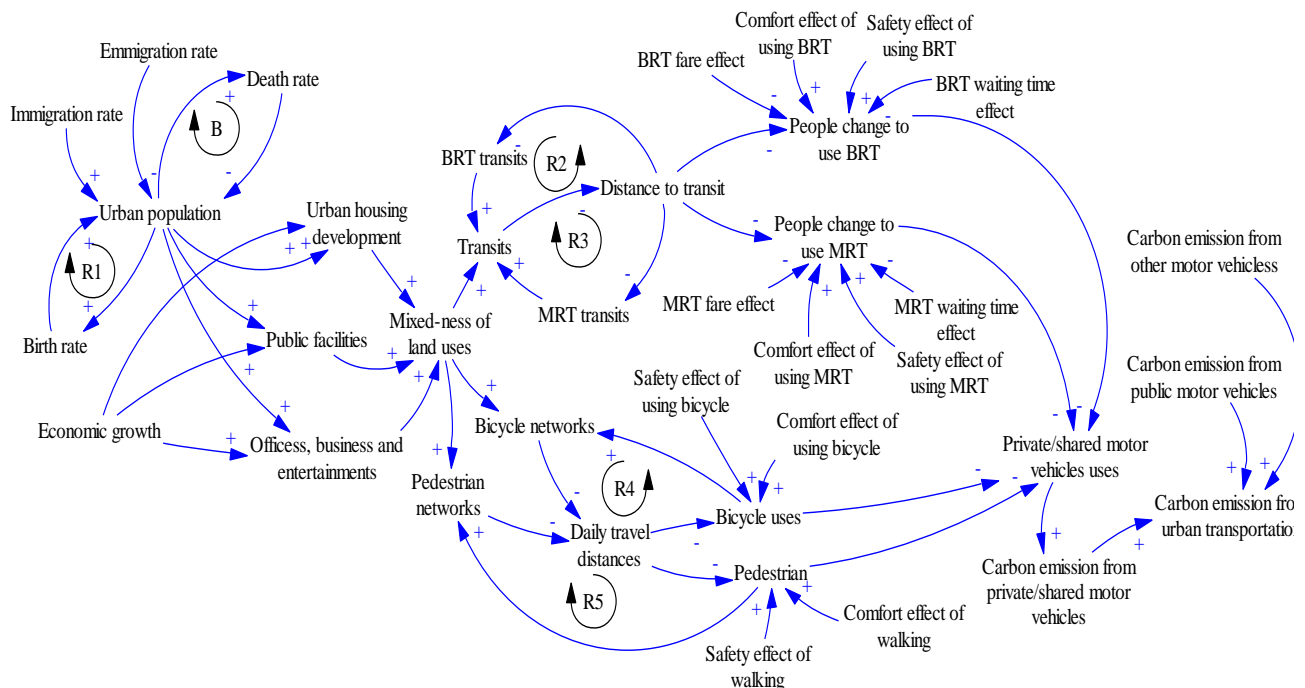 Emmigration rate
Death rate
Immigration rate
B
Urban population
R1
Birth rate
Economic growth
Urban housing
development
Public facilities
Officess, business and
entertainments
Mixed-ness of
land uses
BRT transits
R2
Transits
R3
MRT transits
Distance to transit
BRT fare effect
Comfort effect of
using BRT
Safety effect of
using BRT
BRT waiting time
effect
People change to
use BRT
People change to
use MRT
MRT fare effect
MRT waiting time
effect
Comfort effect of
using MRT
Safety effect of
using MRT
Bicycle networks
Pedestrian
networks
R4
Daily travel
distances
R5
Safety effect of
using bicycle
Comfort effect of
using bicycle
Bicycle uses
Pedestrian
Safety effect of
walking
Comfort effect of
walking
Private/shared motor
vehicles uses
Carbon emission from
private/shared motor
vehicles
Carbon emission from
other motor vehicless
Carbon emission from
public motor vehicles
Carbon emission from
urban transportation